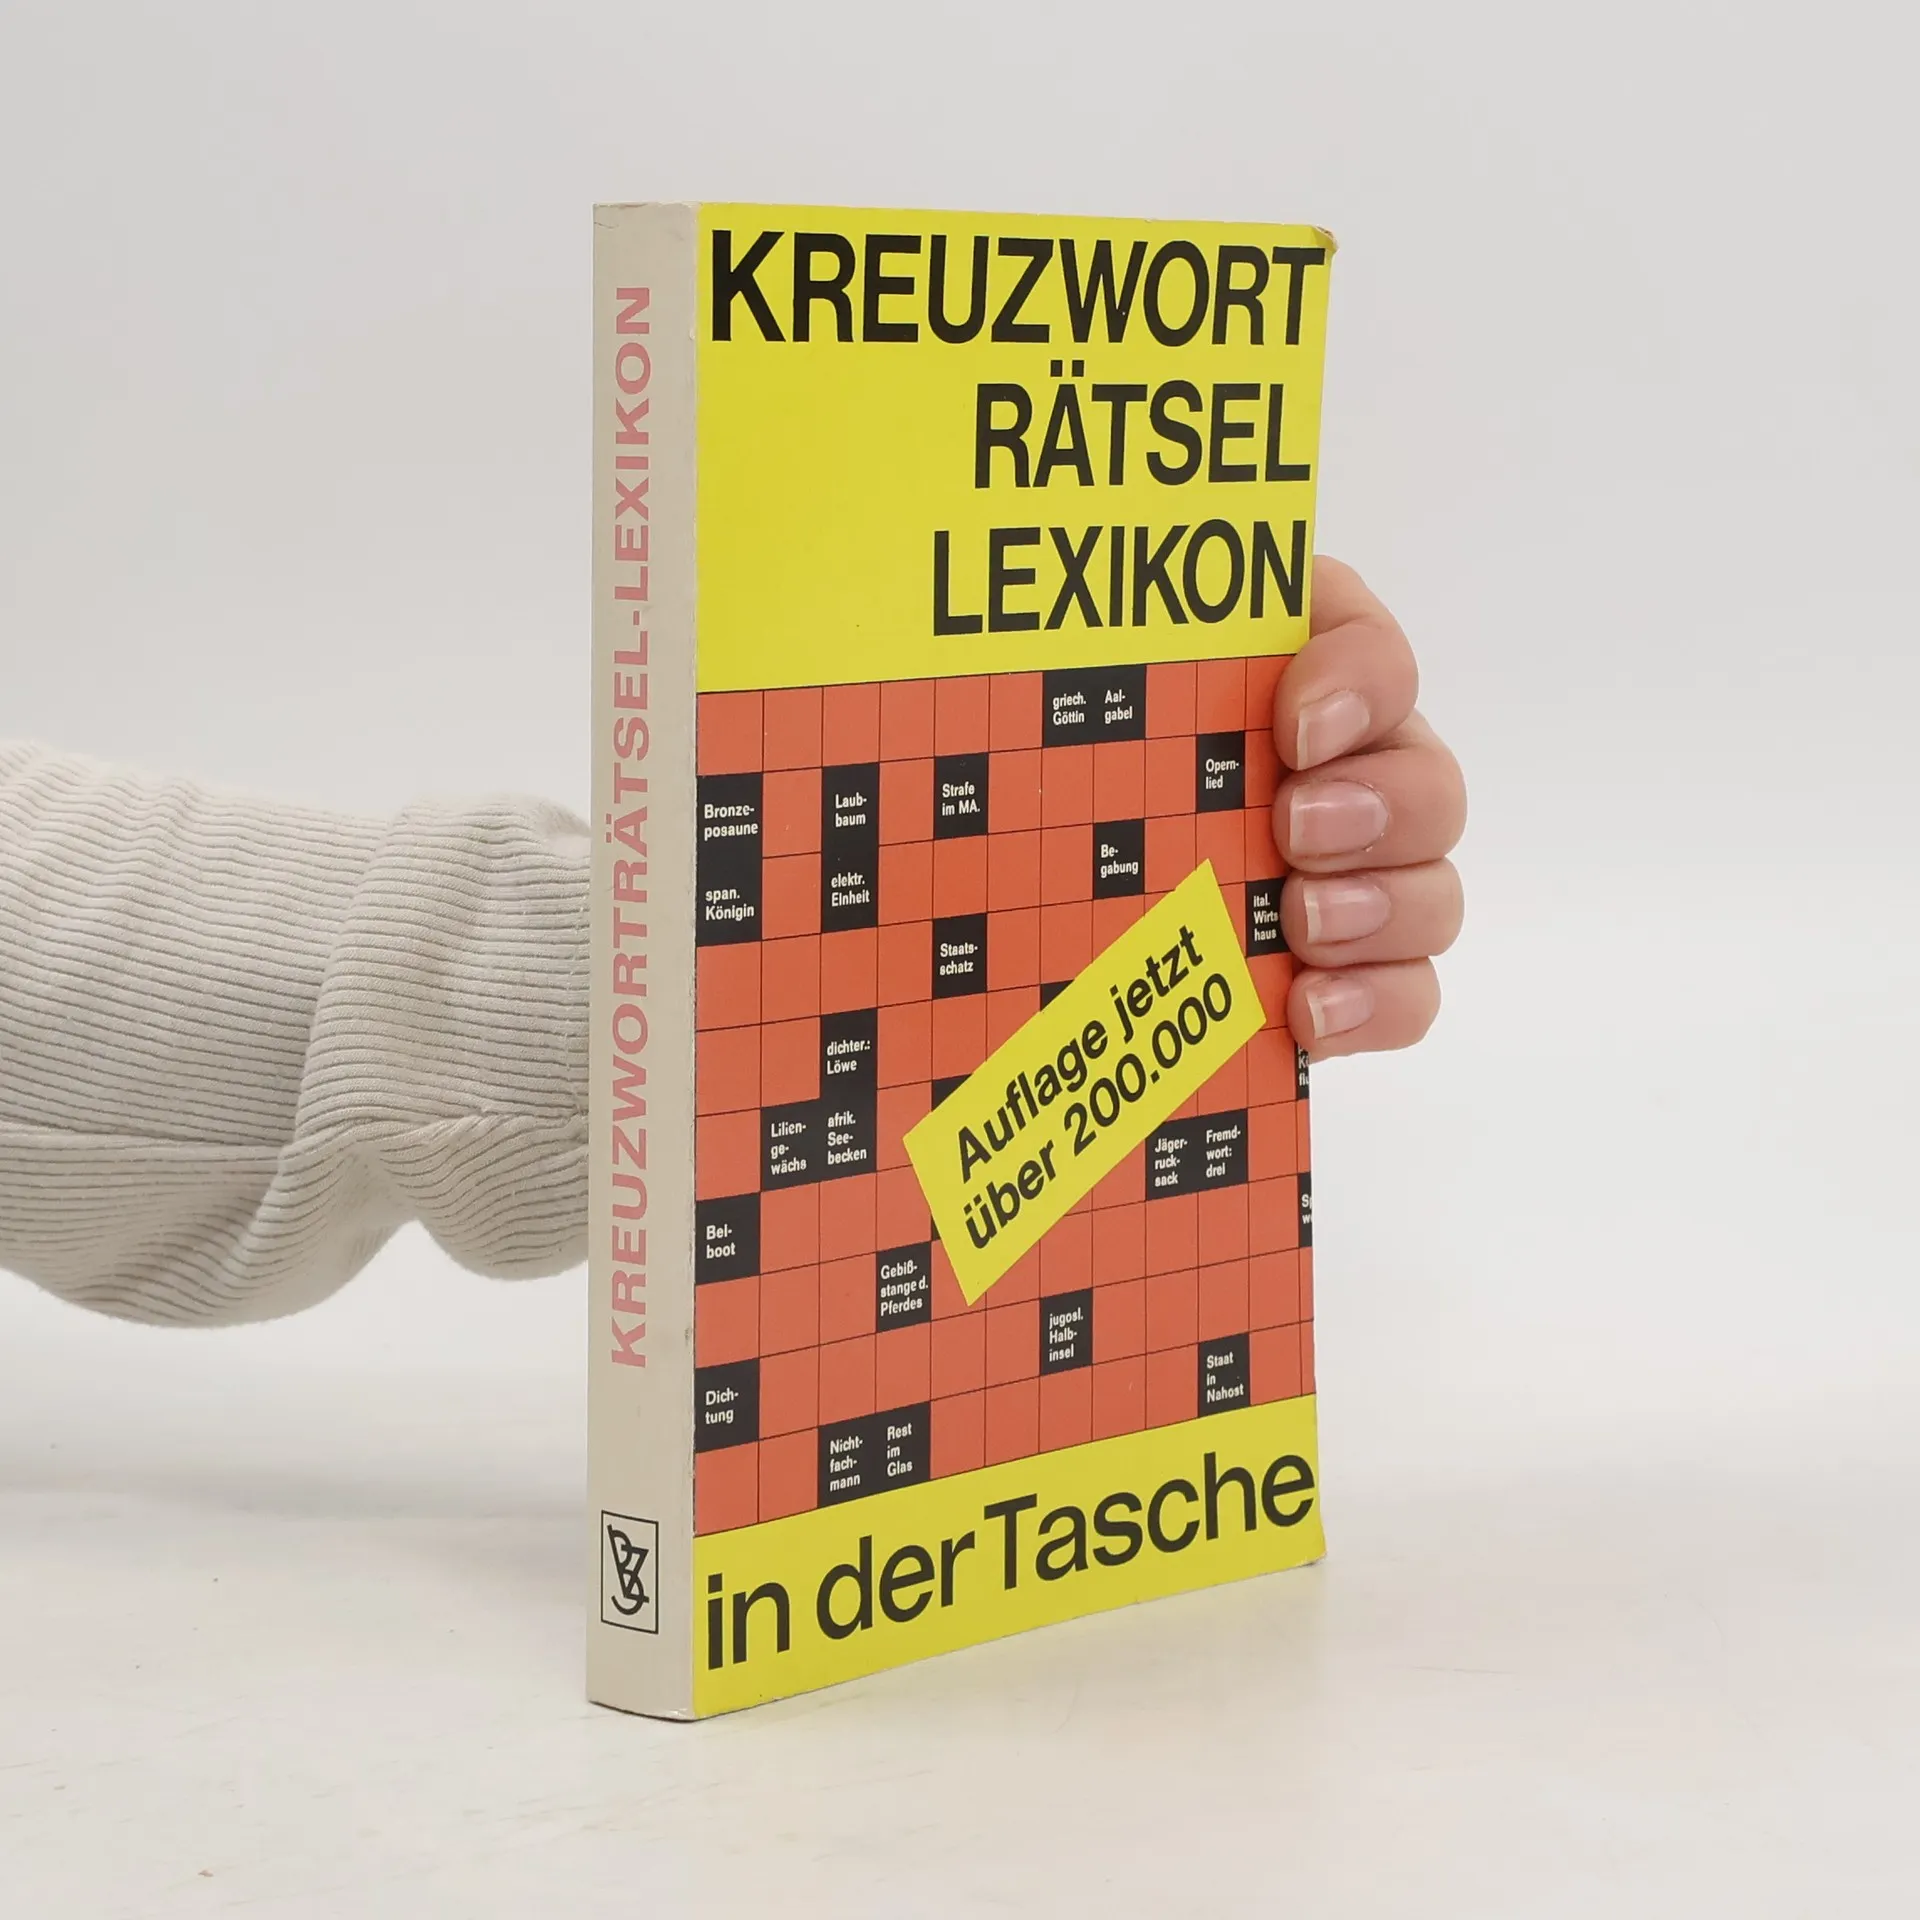 KREUZWORTRÄTSEL-LEXIKON
KREUZWORT
RÄTSEL
LEXIKON
griech.
Göttin
Aal-
gabel
Opern-
lied
Bronze-
posaune
Laub-
baum
Strafe
im MA.
Be-
gabung
span.
Königin
elektr.
Einheit
ital.
Wirts
haus
Staats-
schatz
Auflage jetzt
über 200.000
dichter.:
Löwe
Lilien-
ge-
wächs
afrik.
See-
becken
Jäger-
ruck-
sack
Fremd-
wort:
drei
Bel-
boot
Gebiß-
stange d.
Pferdes
jugosl.
Halb-
insel
Staat
in
Nahost
Dich-
tung
Nicht-
fach-
mann
Rest
im
Glas
in der Tasche